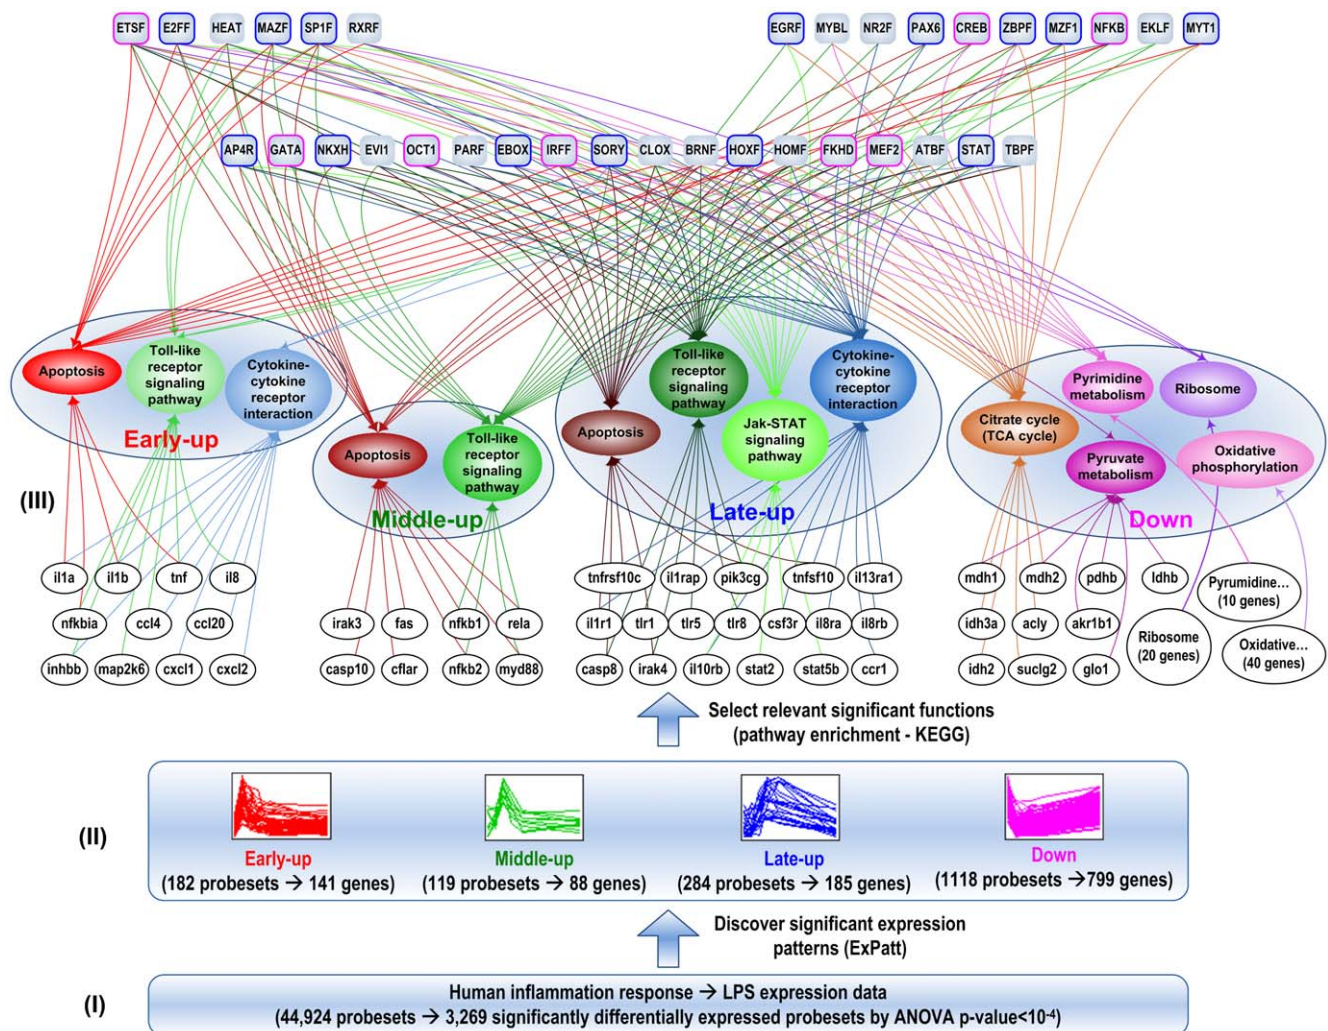 ETSF E2FF HEAT MAZF SP1F RXRF EGRF MYBL NR2F PAX6 CREB ZBPF MZF1 NFKB EKLF MYT1
AP4R GATA NKXH EVI1 OCT1 PARF EBOX IRFF SORY CLOX BRNF HOXF HOMF FKHD MEF2 ATBF STAT TBPF
Apoptosis
Toll-like
receptor
signaling
pathway
Cytokine-
cytokine
receptor
interaction
Early-up
Apoptosis
Toll-like
receptor
signaling
pathway
Middle-up
Apoptosis
Toll-like
receptor
signaling
pathway
Jak-STAT
signaling
pathway
Cytokine-
cytokine
receptor
interaction
Late-up
Citrate cycle
(TCA cycle)
Pyrimidine
metabolism
Pyruvate
metabolism
Ribosome
Oxidative
phosphorylation
Down
(III)
il1a il1b tnf il8
nfkbia ccl4 ccl20
inhbb map2k6 cxcl1 cxcl2
irak3 fas nfkb1 rela
casp10 cflar nfkb2 myd88
tnfrsf10c il1rap pik3cg tnfsf10 il13ra1
il1r1 tlr1 tlr5 tlr8 csf3r il8ra il8rb
casp8 irak4 il10rb stat2 stat5b ccr1
mdh1 mdh2 pdhb ldhb
idh3a acly akr1b1
idh2 suclg2 glo1
Pyrumidine...
(10 genes)
Ribosome
(20 genes)
Oxidative...
(40 genes)
Select relevant significant functions
(pathway enrichment - KEGG)
(II)
Early-up
(182 probesets → 141 genes)
Middle-up
(119 probesets → 88 genes)
Late-up
(284 probesets → 185 genes)
Down
(1118 probesets →799 genes)
Discover significant expression
patterns (ExPatt)
(I)
Human inflammation response → LPS expression data
(44,924 probesets → 3,269 significantly differentially expressed probesets by ANOVA p-value<10⁻⁴)